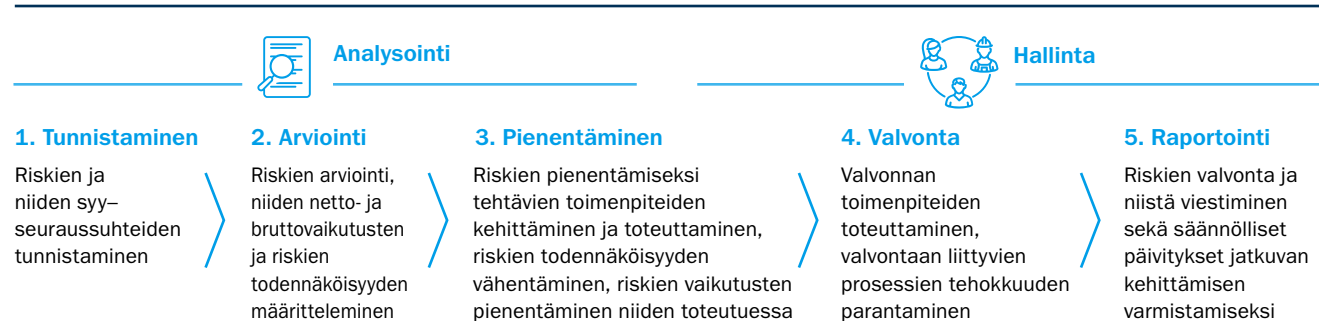 Analysointi
Hallinta
1. Tunnistaminen
Riskien ja
niiden syy–
seuraussuhteiden
tunnistaminen
2. Arviointi
Riskien arviointi,
niiden netto- ja
bruttovaikutusten
ja riskien
todennäköisyyden
määritteleminen
3. Pienentäminen
Riskien pienentämiseksi
tehtävien toimenpiteiden
kehittäminen ja toteuttaminen,
riskien todennäköisyyden
vähentäminen, riskien vaikutusten
pienentäminen niiden toteutuessa
4. Valvonta
Valvonnan
toimenpiteiden
toteuttaminen,
valvontaan liittyvien
prosessien tehokkuuden
parantaminen
5. Raportointi
Riskien valvonta ja
niistä viestiminen
sekä säännölliset
päivitykset jatkuvan
kehittämisen
varmistamiseksi